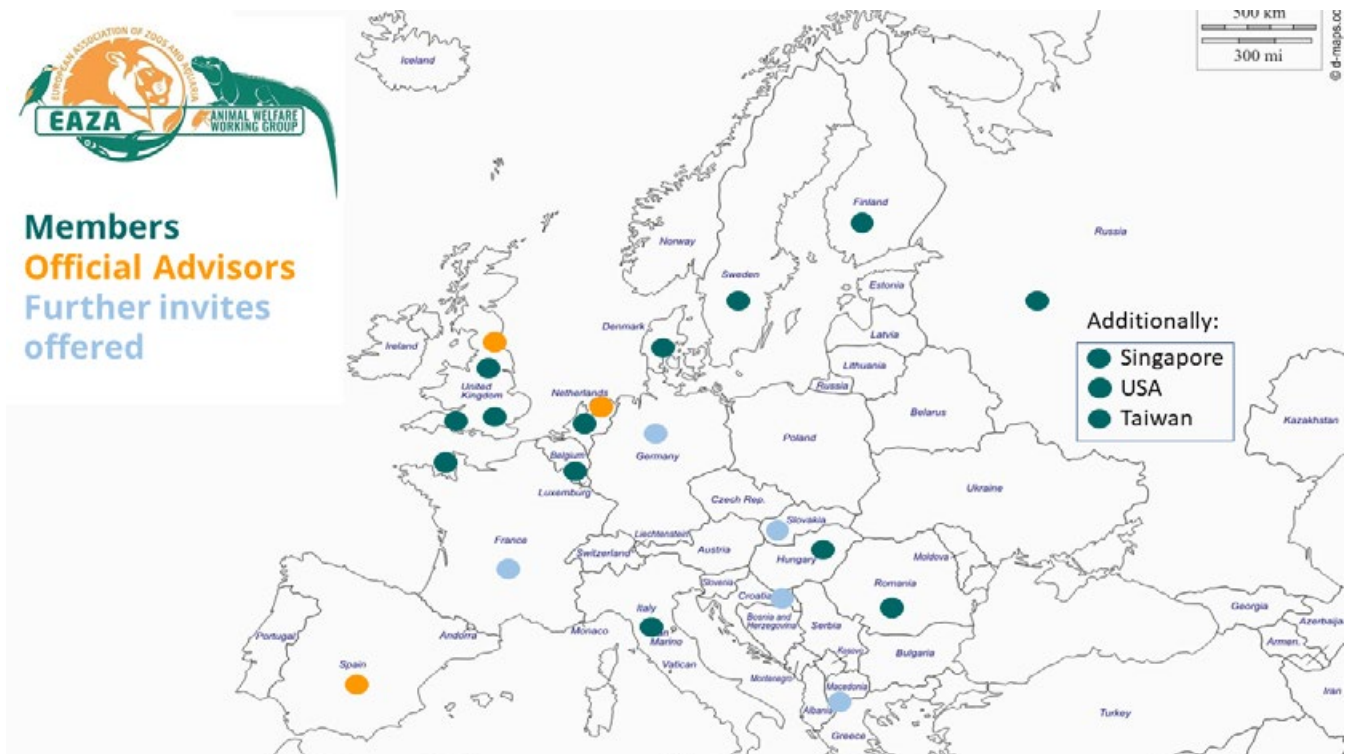 EUROPEAN ASSOCIATION OF ZOOS AND AQUARIA
EAZA
ANIMAL WELFARE
WORKING GROUP
Members
Official Advisors
Further invites
offered
500 km
300 mi
Iceland
Finland
Norway
Russia
Sweden
Estonia
Denmark
Latvia
Ireland
Lithuania
Russia
United
Kingdom
Netherlands
Belarus
Poland
Belgium
Germany
Luxemburg
Ukraine
Czech Rep.
Slovakia
France
Liechtenstein
Switzerland
Austria
Hungary
Moldova
Slovenia
Croatia
Romania
Italy
Bosnia and
Herzegovina
Serbia
Georgia
Portugal
Andorra
Monaco
Marino
Kosovo
Bulgaria
Armen.
Azerbaija
Spain
Vatican
Montenegro
Macedonia
Albania
Greece
Turkey
Iran
Kazakhstan
Additionally:
Singapore
USA
Taiwan
© d-maps.co